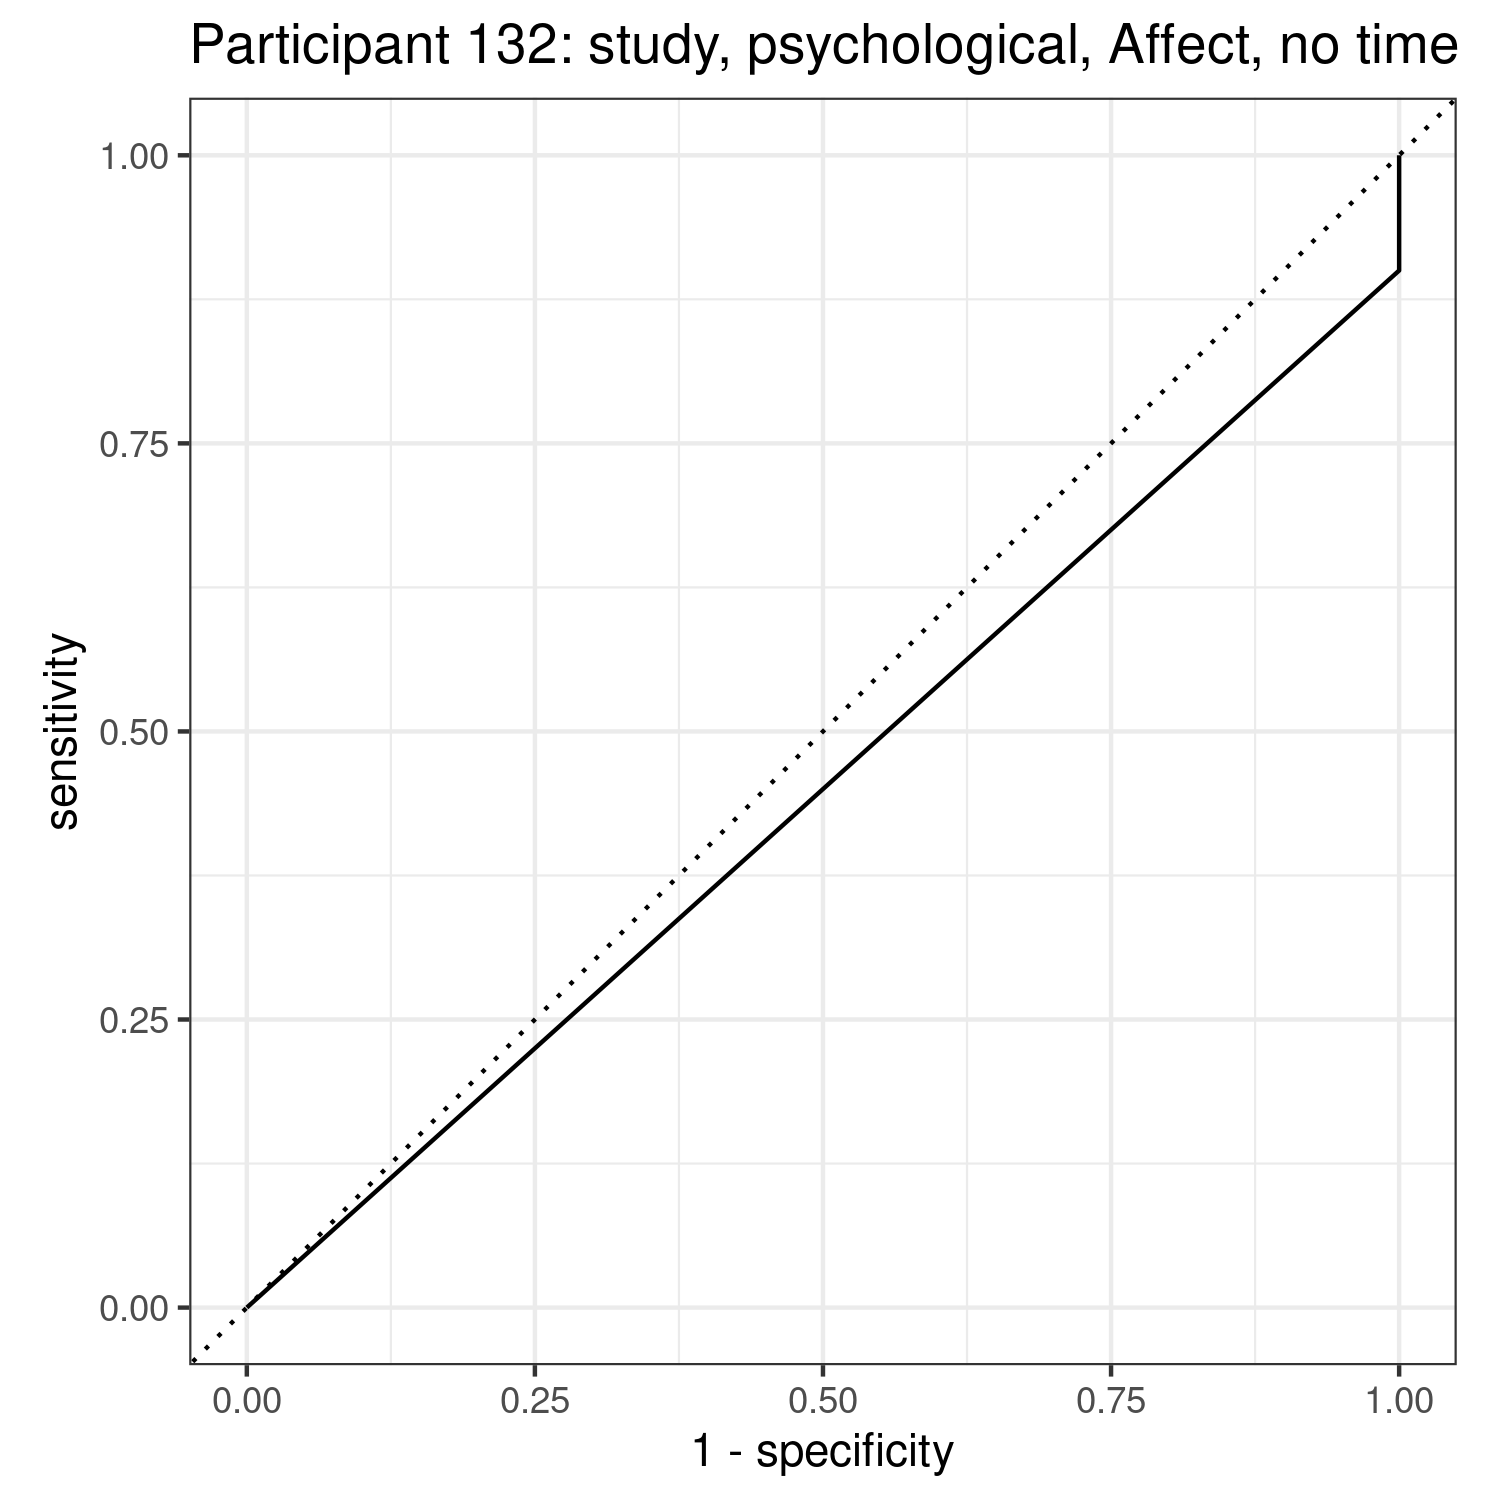 Participant 132: study, psychological, Affect, no time
1.00
0.75
0.50
0.25
0.00
sensitivity
0.00 0.25 0.50 0.75 1.00
1 - specificity